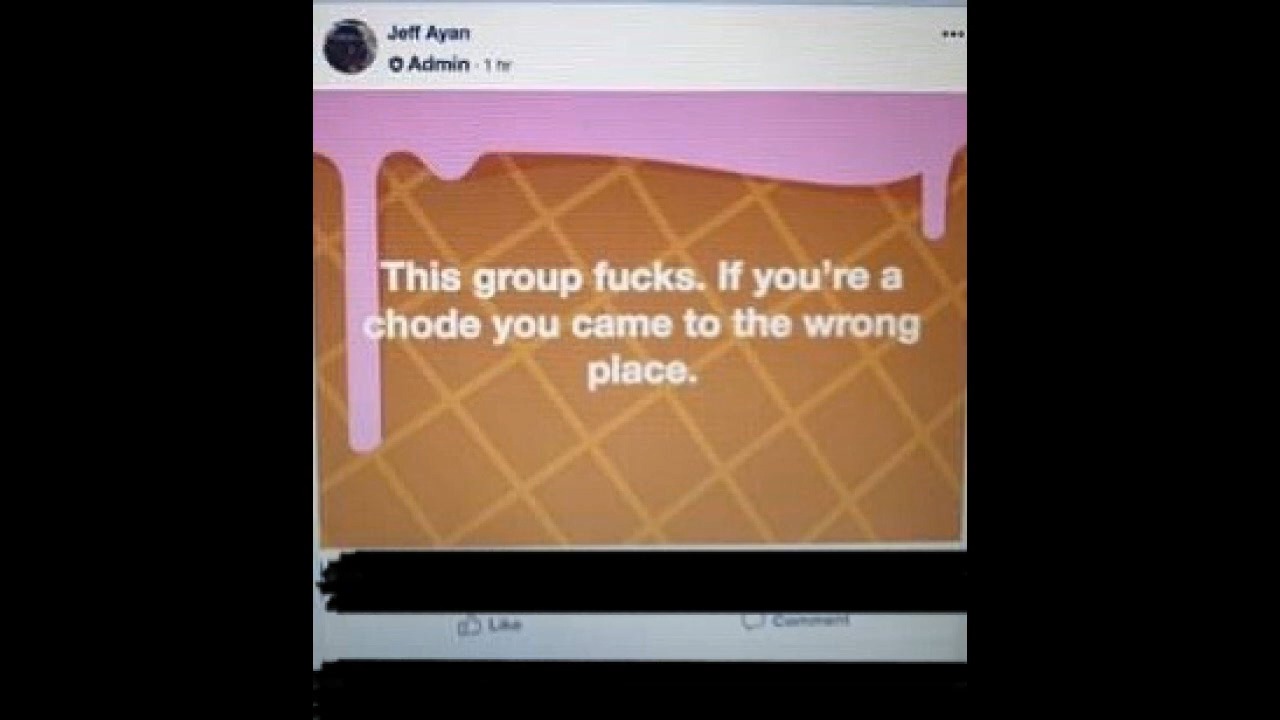 Jeff Ayan
Admin · 1 hr
This group fucks. If you're a
chode you came to the wrong
place.
Like
Comment